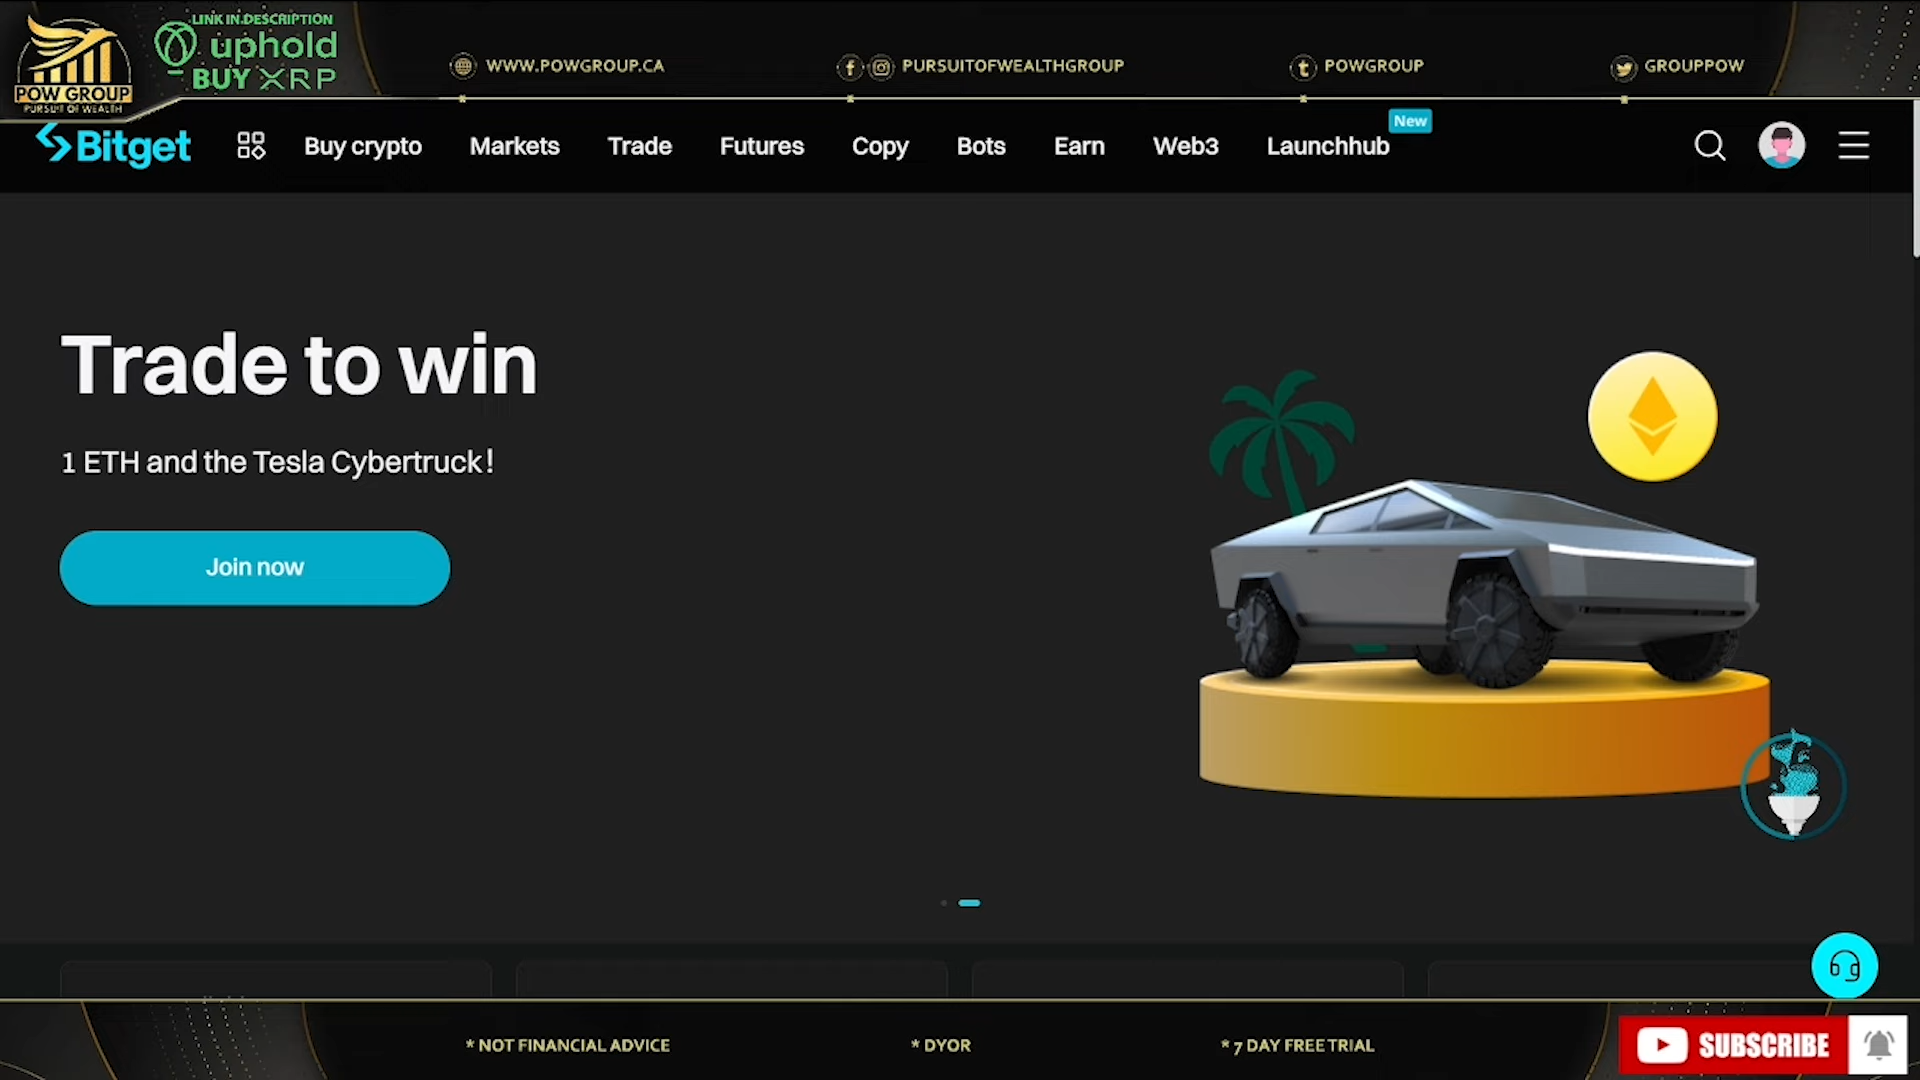 LINK IN DESCRIPTION
uphold
BUY XRP
POW GROUP
PURSUIT OF WEALTH
WWW.POWGROUP.CA
PURSUITOFWEALTHGROUP
POWGROUP
GROUPPOW
Bitget
Buy crypto
Markets
Trade
Futures
Copy
Bots
Earn
Web3
Launchhub
New
Trade to win
1 ETH and the Tesla Cybertruck!
Join now
* NOT FINANCIAL ADVICE
* DYOR
* 7 DAY FREE TRIAL
SUBSCRIBE